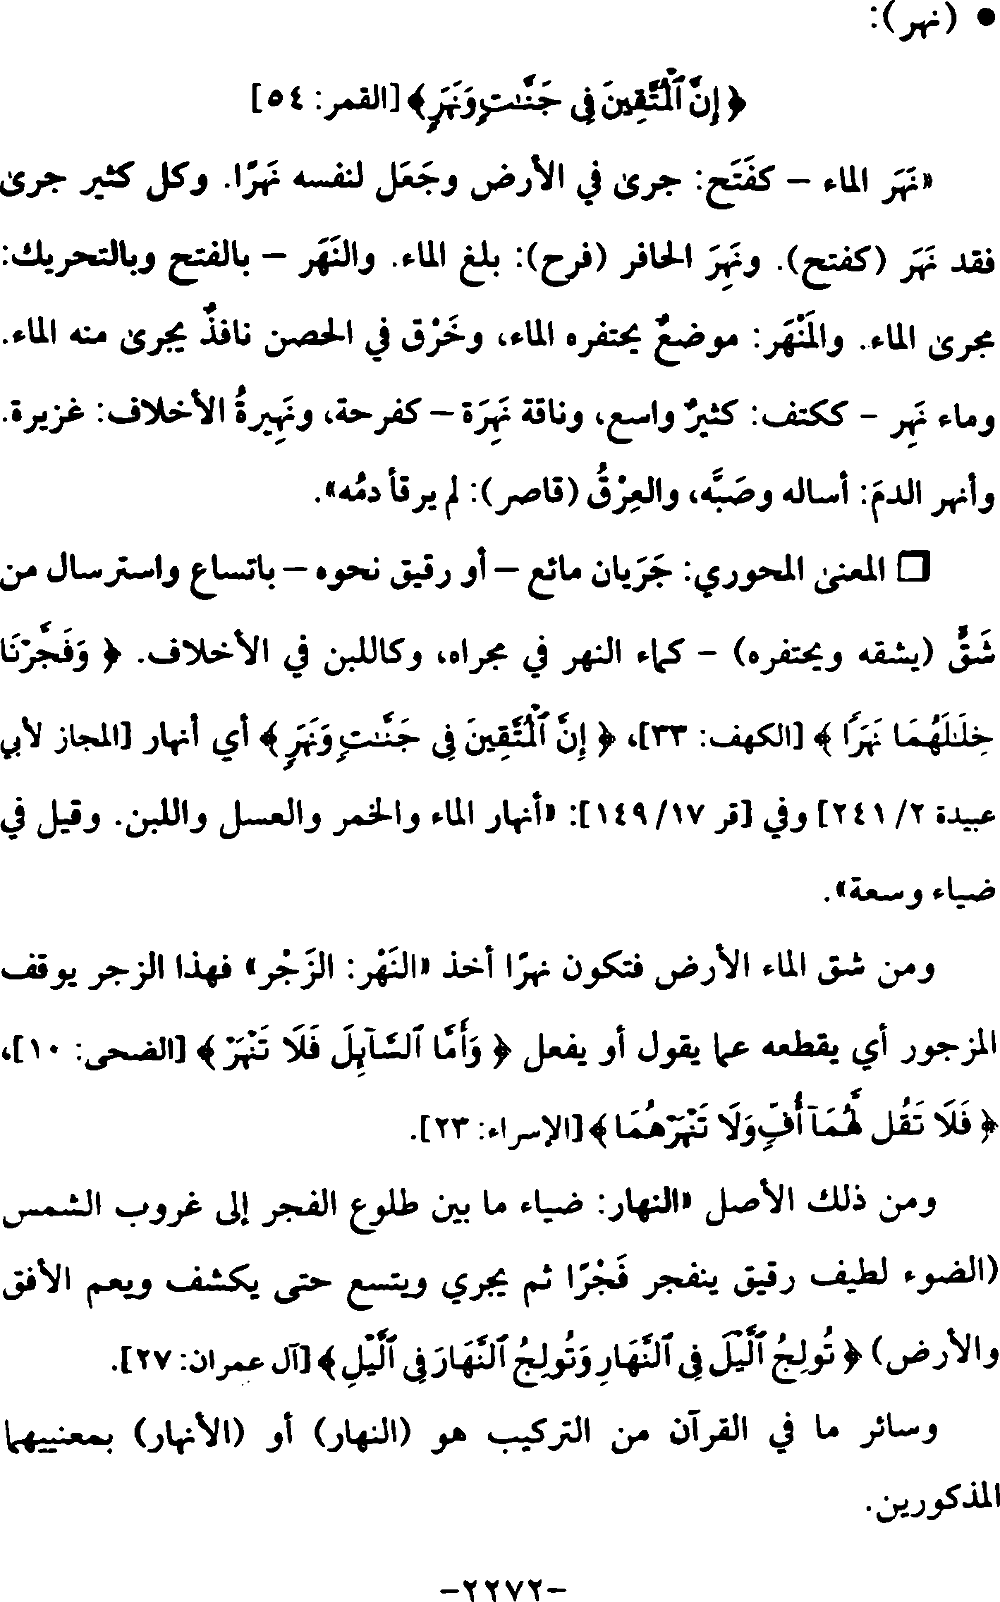 • (نهر):
﴿ إِنَّ ٱلْمُتَّقِينَ فِى جَنَّـٰتٍ وَنَهَرٍ ﴾ [القمر: ٥٤]
«نَهَر الماء – كفَتَح: جرىٰ في الأرض وجَعَل لنفسه نَهَرًا. وكل كثير جرىٰ
فقد نَهَر (كفتح). ونَهِرَ الحافر (فرح): بلغ الماء. والنَهَر – بالفتح وبالتحريك:
مجرىٰ الماء. والمَنْهَر: موضعٌ يحتفره الماء، وخَرْق في الحصن نافذٌ يجرىٰ منه الماء.
وماء نَهِر – ككتف: كثيرٌ واسع، وناقة نَهِرَة – كفرحة، ونَهِيرةُ الأخلاف: غزيرة.
وأنهر الدمَ: أساله وصَبَّه، والعِرْقُ (قاصر): لم يرقأ دمُه».
❑ المعنىٰ المحوري: جَرَيان مائع – أو رقيق نحوه – باتساع واسترسال من
شَقٍّ (يشقه ويحتفره) – كماء النهر في مجراه، وكاللبن في الأخلاف. ﴿ وَفَجَّرْنَا
خِلَـٰلَهُمَا نَهَرًا ﴾ [الكهف: ٣٣]، ﴿ إِنَّ ٱلْمُتَّقِينَ فِى جَنَّـٰتٍ وَنَهَرٍ ﴾ أي أنهار [المجاز لأبي
عبيدة ٢/ ٢٤١] وفي [قر ١٧/ ١٤٩]: «أنهار الماء والخمر والعسل واللبن. وقيل في
ضياء وسعة».
ومن شق الماء الأرض فتكون نهرًا أخذ «النَهْر: الزَجْر» فهذا الزجر يوقف
المزجور أي يقطعه عما يقول أو يفعل ﴿ وَأَمَّا ٱلسَّآئِلَ فَلَا تَنْهَرْ ﴾ [الضحى: ١٠]،
﴿ فَلَا تَقُل لَّهُمَآ أُفٍّ وَلَا تَنْهَرْهُمَا ﴾ [الإسراء: ٢٣].
ومن ذلك الأصل «النهار: ضياء ما بين طلوع الفجر إلى غروب الشمس
(الضوء لطيف رقيق ينفجر فَجْرًا ثم يجري ويتسع حتى يكشف ويعم الأفق
والأرض) ﴿ تُولِجُ ٱلَّيْلَ فِى ٱلنَّهَارِ وَتُولِجُ ٱلنَّهَارَ فِى ٱلَّيْلِ ﴾ [آل عمران: ٢٧].
وسائر ما في القرآن من التركيب هو (النهار) أو (الأنهار) بمعنييهما
المذكورين.
-٢٢٧٢-